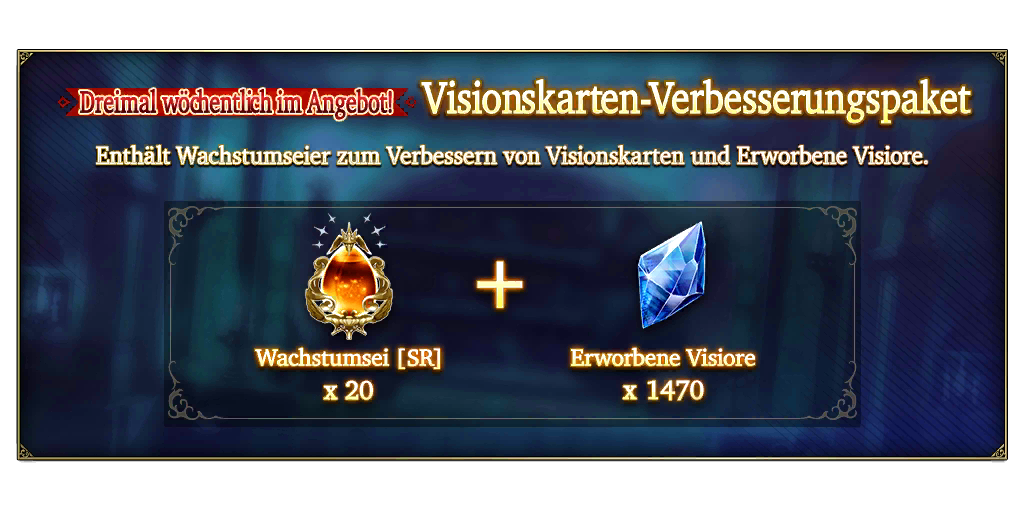 Dreimal wöchentlich im Angebot! Visionskarten-Verbesserungspaket
Enthält Wachstumseier zum Verbessern von Visionskarten und Erworbene Visiore.
Wachstumsei [SR]
x 20
+
Erworbene Visiore
x 1470